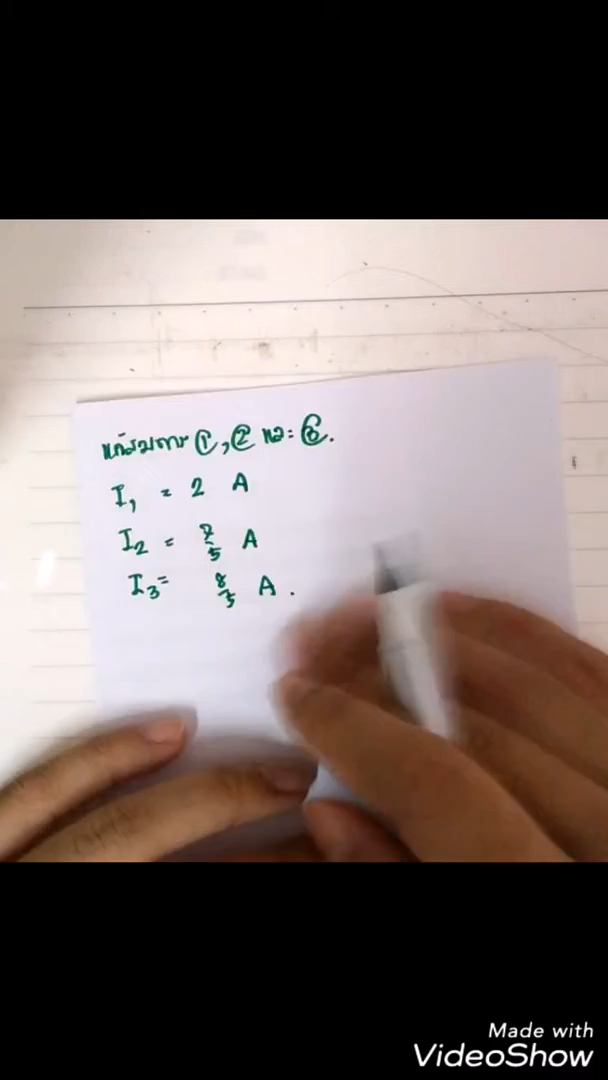 แก้สมการ ①, ② และ ③.
I₁ = 2 A
I₂ = 2/5 A
I₃ = 8/5 A.
Made with
VideoShow